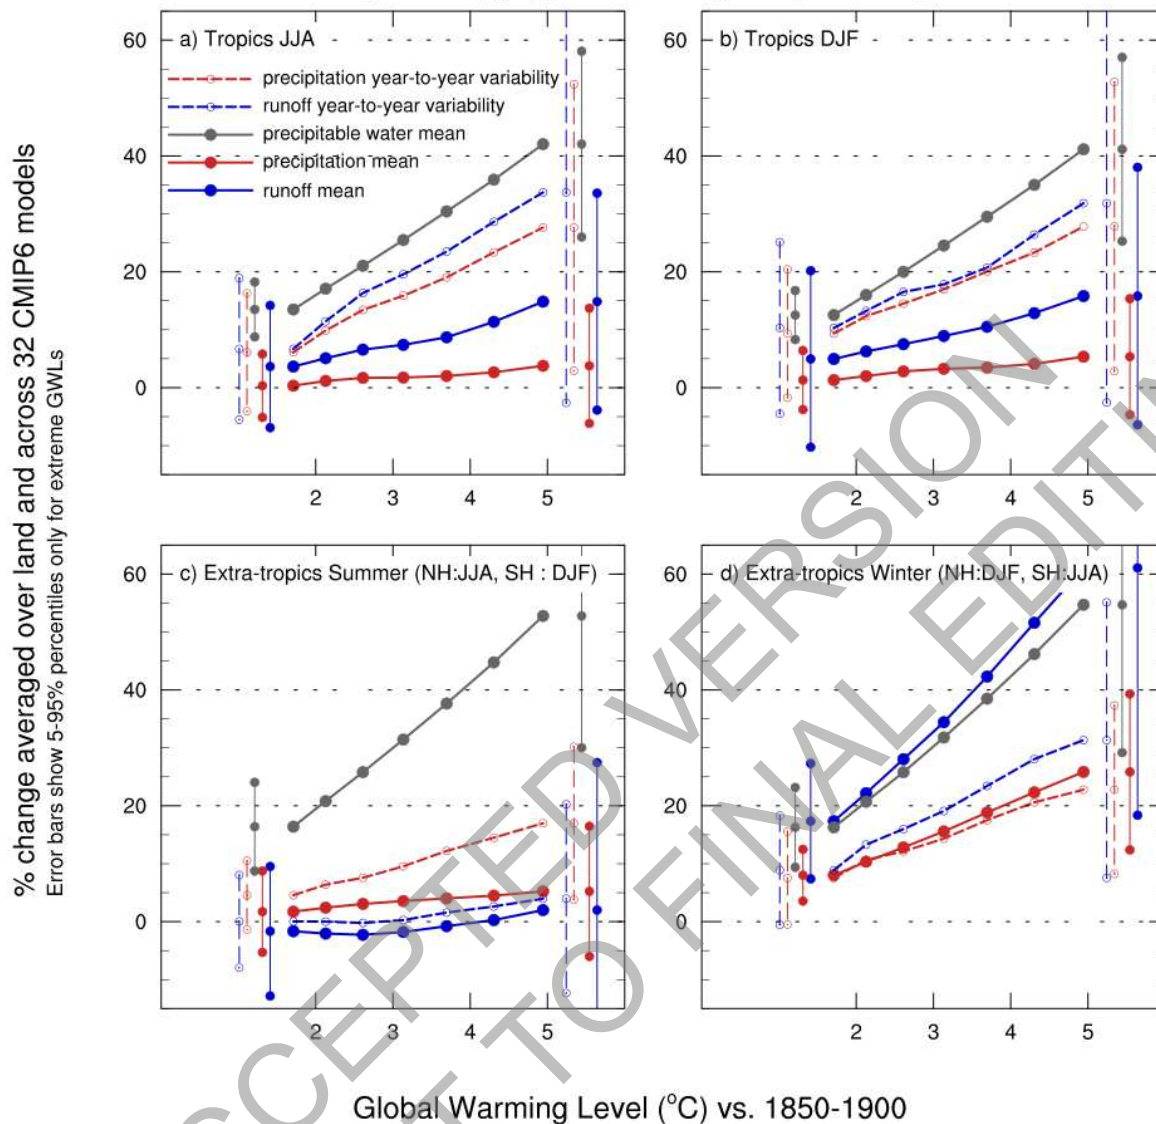 % change averaged over land and across 32 CMIP6 models
Error bars show 5-95% percentiles only for extreme GWLs
a) Tropics JJA
precipitation year-to-year variability
runoff year-to-year variability
precipitable water mean
precipitation mean
runoff mean
60
40
20
0
2 3 4 5
b) Tropics DJF
60
40
20
0
2 3 4 5
c) Extra-tropics Summer (NH:JJA, SH : DJF)
60
40
20
0
2 3 4 5
d) Extra-tropics Winter (NH:DJF, SH:JJA)
60
40
20
0
2 3 4 5
Global Warming Level (°C) vs. 1850-1900
VERSION
TO FINAL